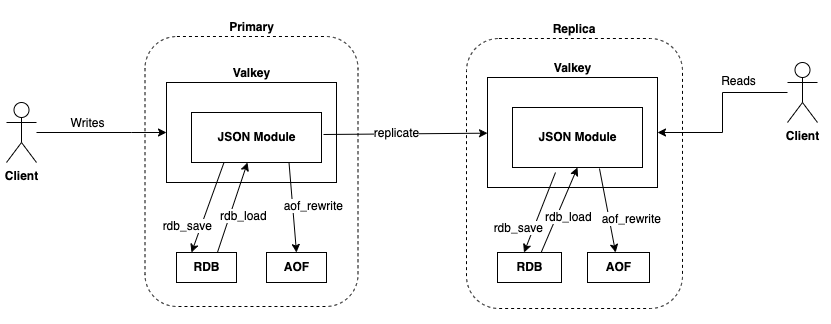 Primary
Replica
Valkey
Valkey
Reads
Writes
JSON Module
replicate
JSON Module
Client
Client
rdb_save
rdb_load
aof_rewrite
rdb_save
rdb_load
aof_rewrite
RDB
AOF
RDB
AOF